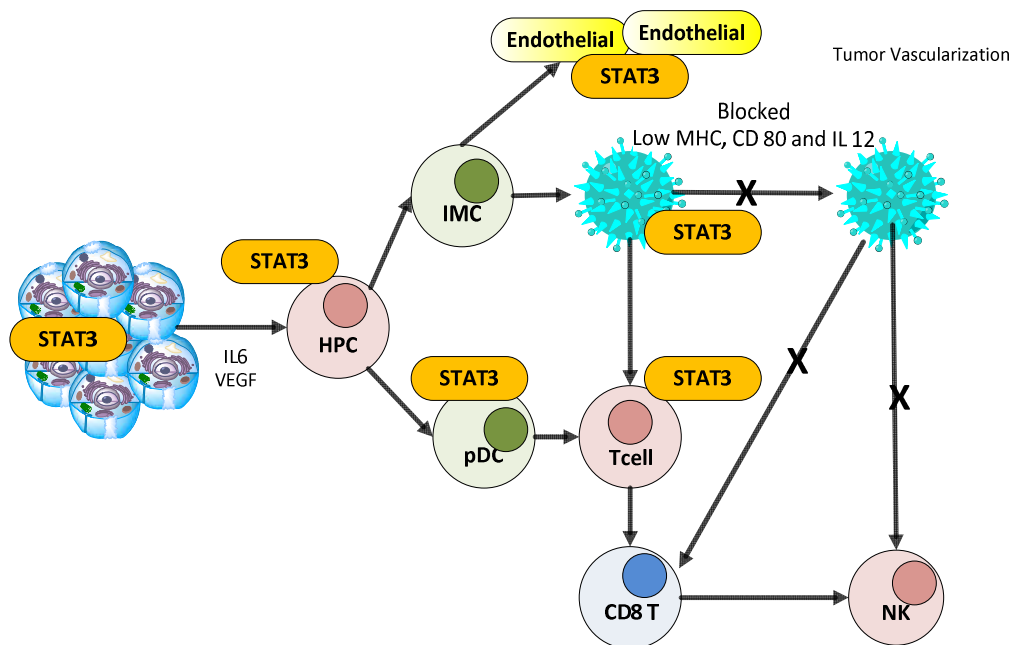 Endothelial
Endothelial
STAT3
Tumor Vascularization
Blocked
Low MHC, CD 80 and IL 12
X
IMC
STAT3
STAT3
HPC
STAT3
IL6
VEGF
X
STAT3
STAT3
X
pDC
Tcell
CD8 T
NK